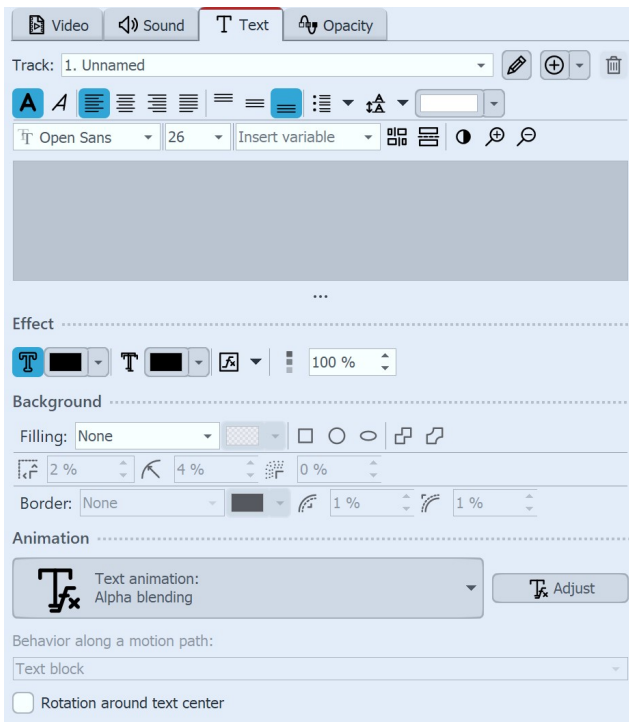 Video Sound Text Opacity
Track: 1. Unnamed
Open Sans 26 Insert variable
Effect
100 %
Background
Filling: None
2 % 4 % 0 %
Border: None 1 % 1 %
Animation
Text animation:
Alpha blending
Adjust
Behavior along a motion path:
Text block
Rotation around text center